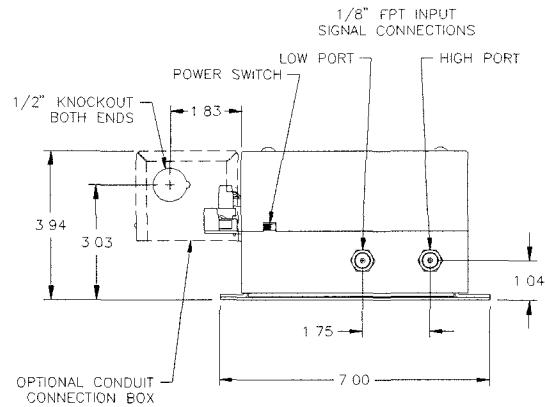 1/8" FPT INPUT
SIGNAL CONNECTIONS
LOW PORT
HIGH PORT
POWER SWITCH
1/2" KNOCKOUT
BOTH ENDS
1 83
3 94
3 03
1 04
1 75
7 00
OPTIONAL CONDUIT
CONNECTION BOX